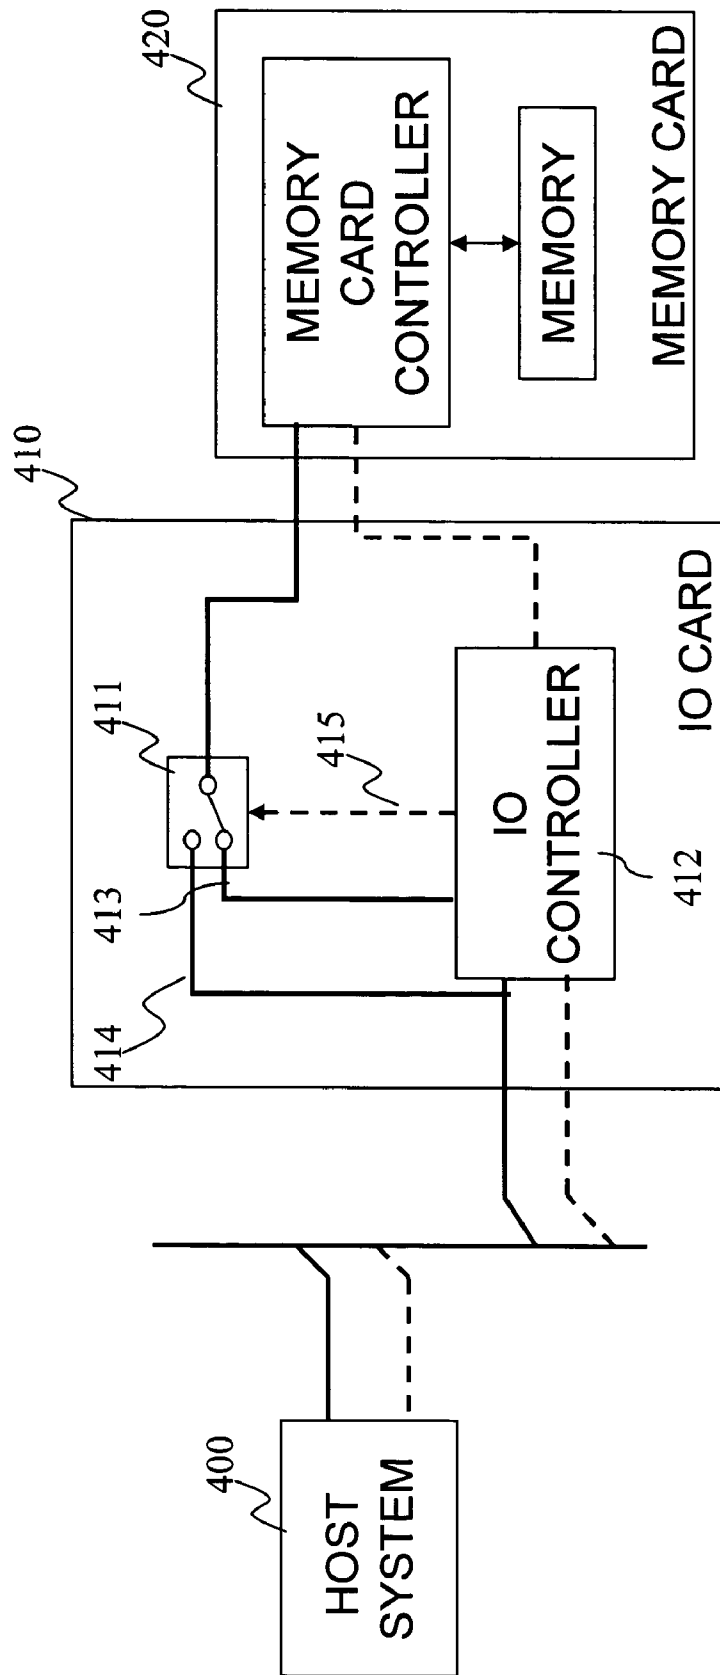 400
HOST
SYSTEM
410
411
413
414
415
IO
CONTROLLER
412
IO CARD
420
MEMORY
CARD
CONTROLLER
MEMORY
MEMORY CARD